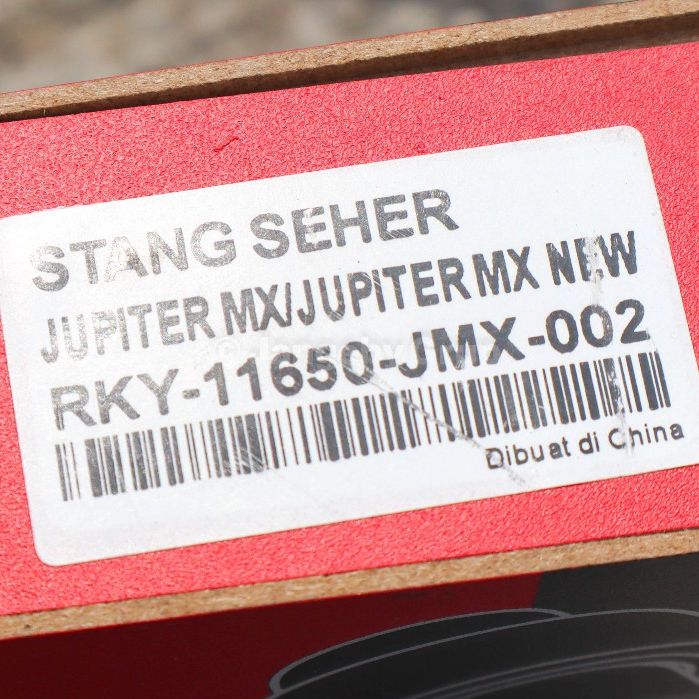 STANG SEHER
JUPITER MX/JUPITER MX NEW
RKY-11650-JMX-002
Dibuat di China